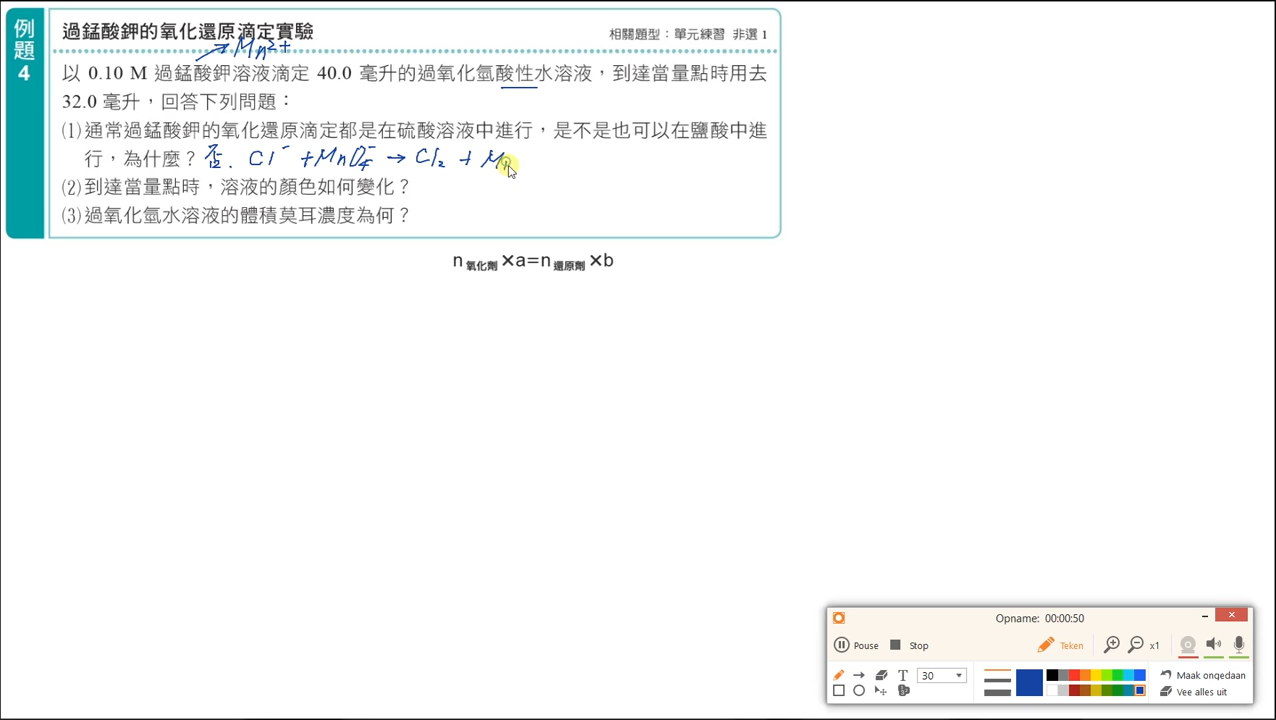 例題4
過錳酸鉀的氧化還原滴定實驗
相關題型：單元練習 非選 1
→ Mn2+
以 0.10 M 過錳酸鉀溶液滴定 40.0 毫升的過氧化氫酸性水溶液，到達當量點時用去
32.0 毫升，回答下列問題：
(1)通常過錳酸鉀的氧化還原滴定都是在硫酸溶液中進行，是不是也可以在鹽酸中進
行，為什麼？ 否. Cl- + MnO4- → Cl2 + M
(2)到達當量點時，溶液的顏色如何變化？
(3)過氧化氫水溶液的體積莫耳濃度為何？
n氧化劑×a=n還原劑×b
Opname: 00:00:50
Pause Stop Teken x1
T 30 Maak ongedaan
Vee alles uit